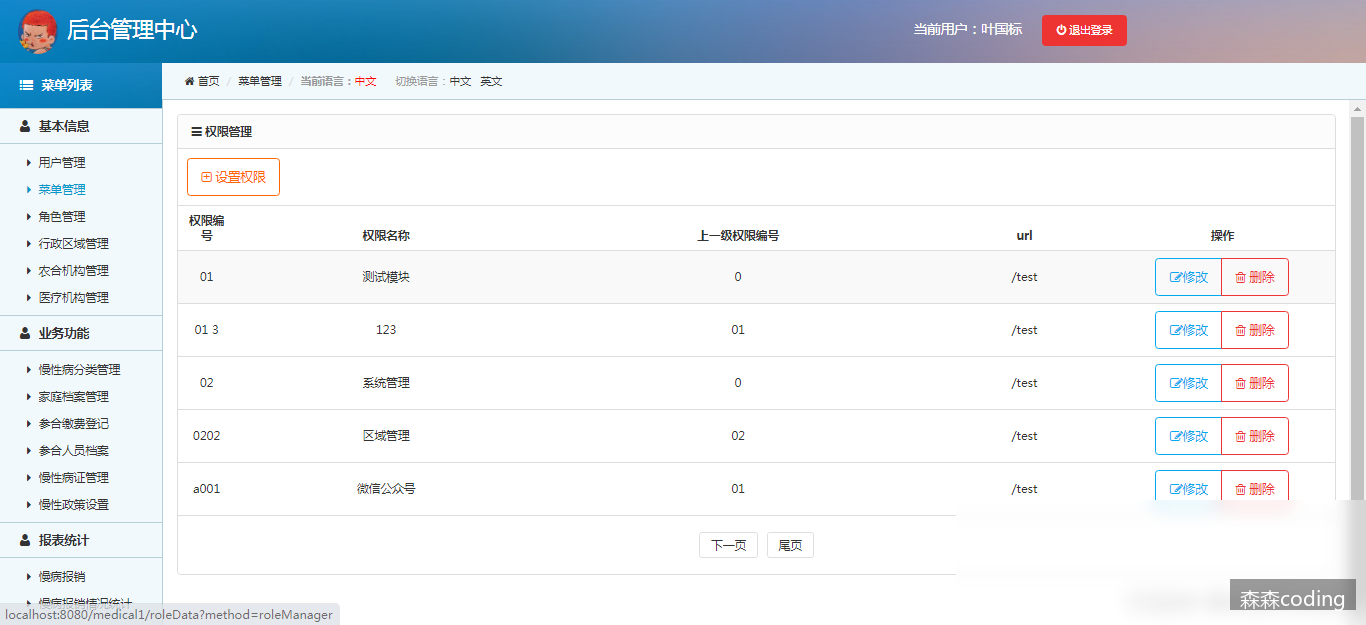 后台管理中心
当前用户：叶国标
退出登录
菜单列表
首页 / 菜单管理 / 当前语言：中文 切换语言：中文 英文
基本信息
用户管理
菜单管理
角色管理
行政区域管理
农合机构管理
医疗机构管理
业务功能
慢性病分类管理
家庭档案管理
参合缴费登记
参合人员档案
慢性病证管理
慢性政策设置
报表统计
慢病报销
慢病报销情况统计
localhost:8080/medical1/roleData?method=roleManager
权限管理
设置权限
权限编号 权限名称 上一级权限编号 url 操作
01 测试模块 0 /test 修改 删除
01 3 123 01 /test 修改 删除
02 系统管理 0 /test 修改 删除
0202 区域管理 02 /test 修改 删除
a001 微信公众号 01 /test 修改 删除
下一页 尾页
森森coding